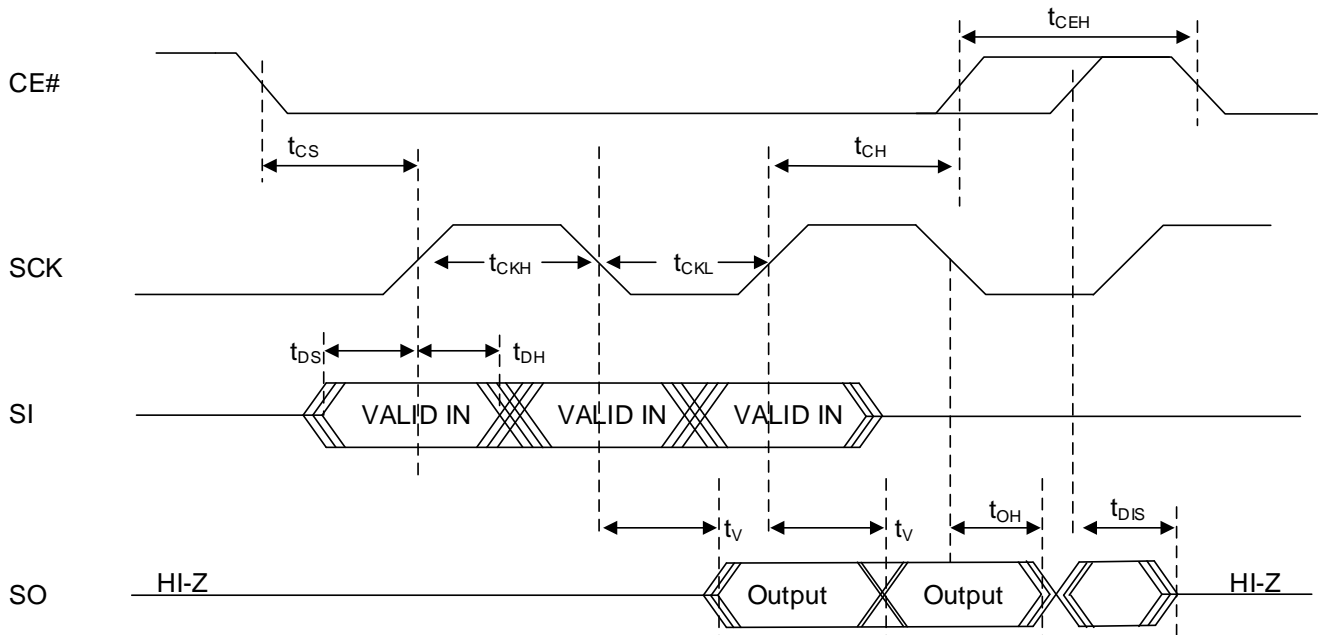 tCEH
CE#
tCS
tCH
SCK
tCKH
tCKL
tDS
tDH
SI
VALID IN
VALID IN
VALID IN
tV
tV
tOH
tDIS
SO
HI-Z
Output
Output
HI-Z